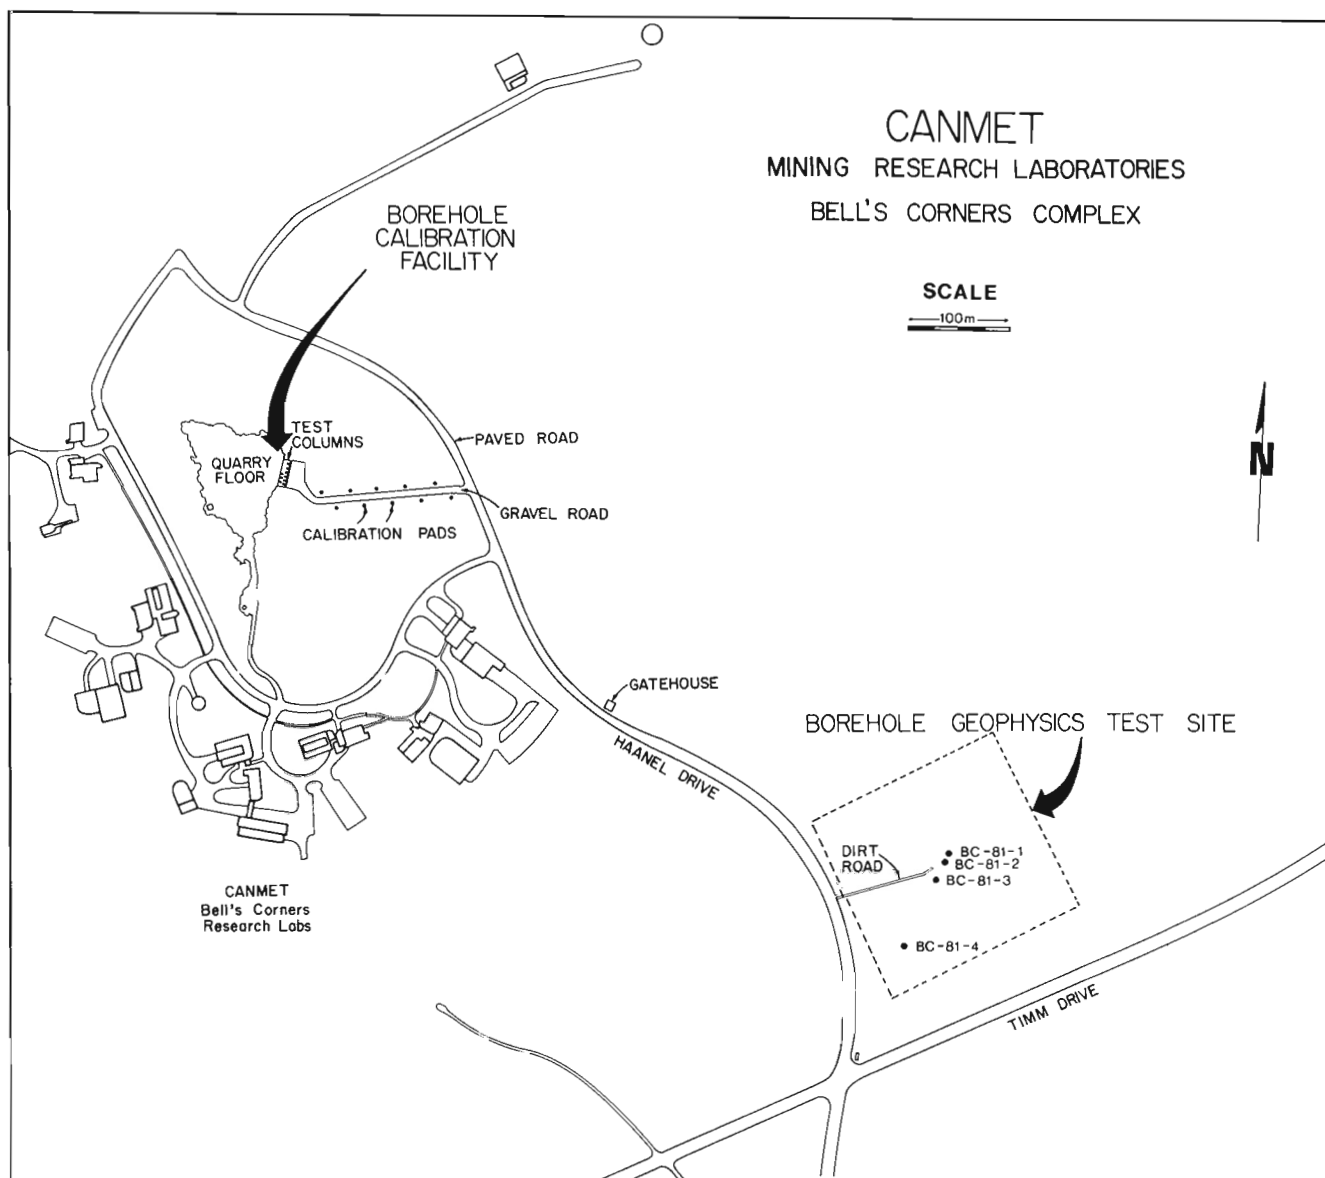 CANMET
MINING RESEARCH LABORATORIES
BELL'S CORNERS COMPLEX
SCALE
100m
N
BOREHOLE
CALIBRATION
FACILITY
TEST
COLUMNS
QUARRY
FLOOR
PAVED ROAD
GRAVEL ROAD
CALIBRATION PADS
GATEHOUSE
HAANEL DRIVE
BOREHOLE GEOPHYSICS TEST SITE
DIRT
ROAD
BC-81-1
BC-81-2
BC-81-3
BC-81-4
TIMM DRIVE
CANMET
Bell's Corners
Research Labs